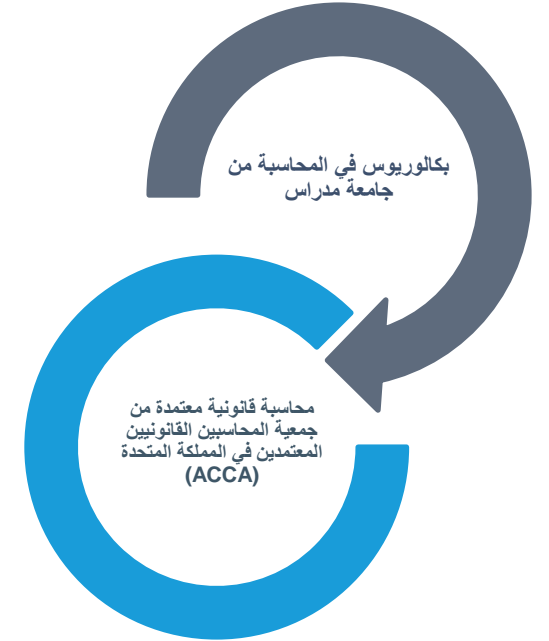 بكالوريوس في المحاسبة من
جامعة مدراس
محاسبة قانونية معتمدة من
جمعية المحاسبين القانونيين
المعتمدين في المملكة المتحدة
(ACCA)